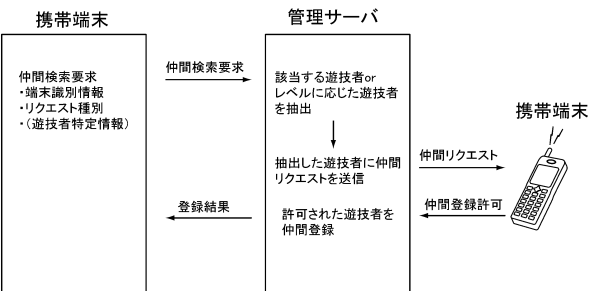 携帯端末
管理サーバ
仲間検索要求
・端末識別情報
・リクエスト種別
・(遊技者特定情報)
仲間検索要求
該当する遊技者or
レベルに応じた遊技者
を抽出
携帯端末
抽出した遊技者に仲間
リクエストを送信
仲間リクエスト
登録結果
許可された遊技者を
仲間登録
仲間登録許可